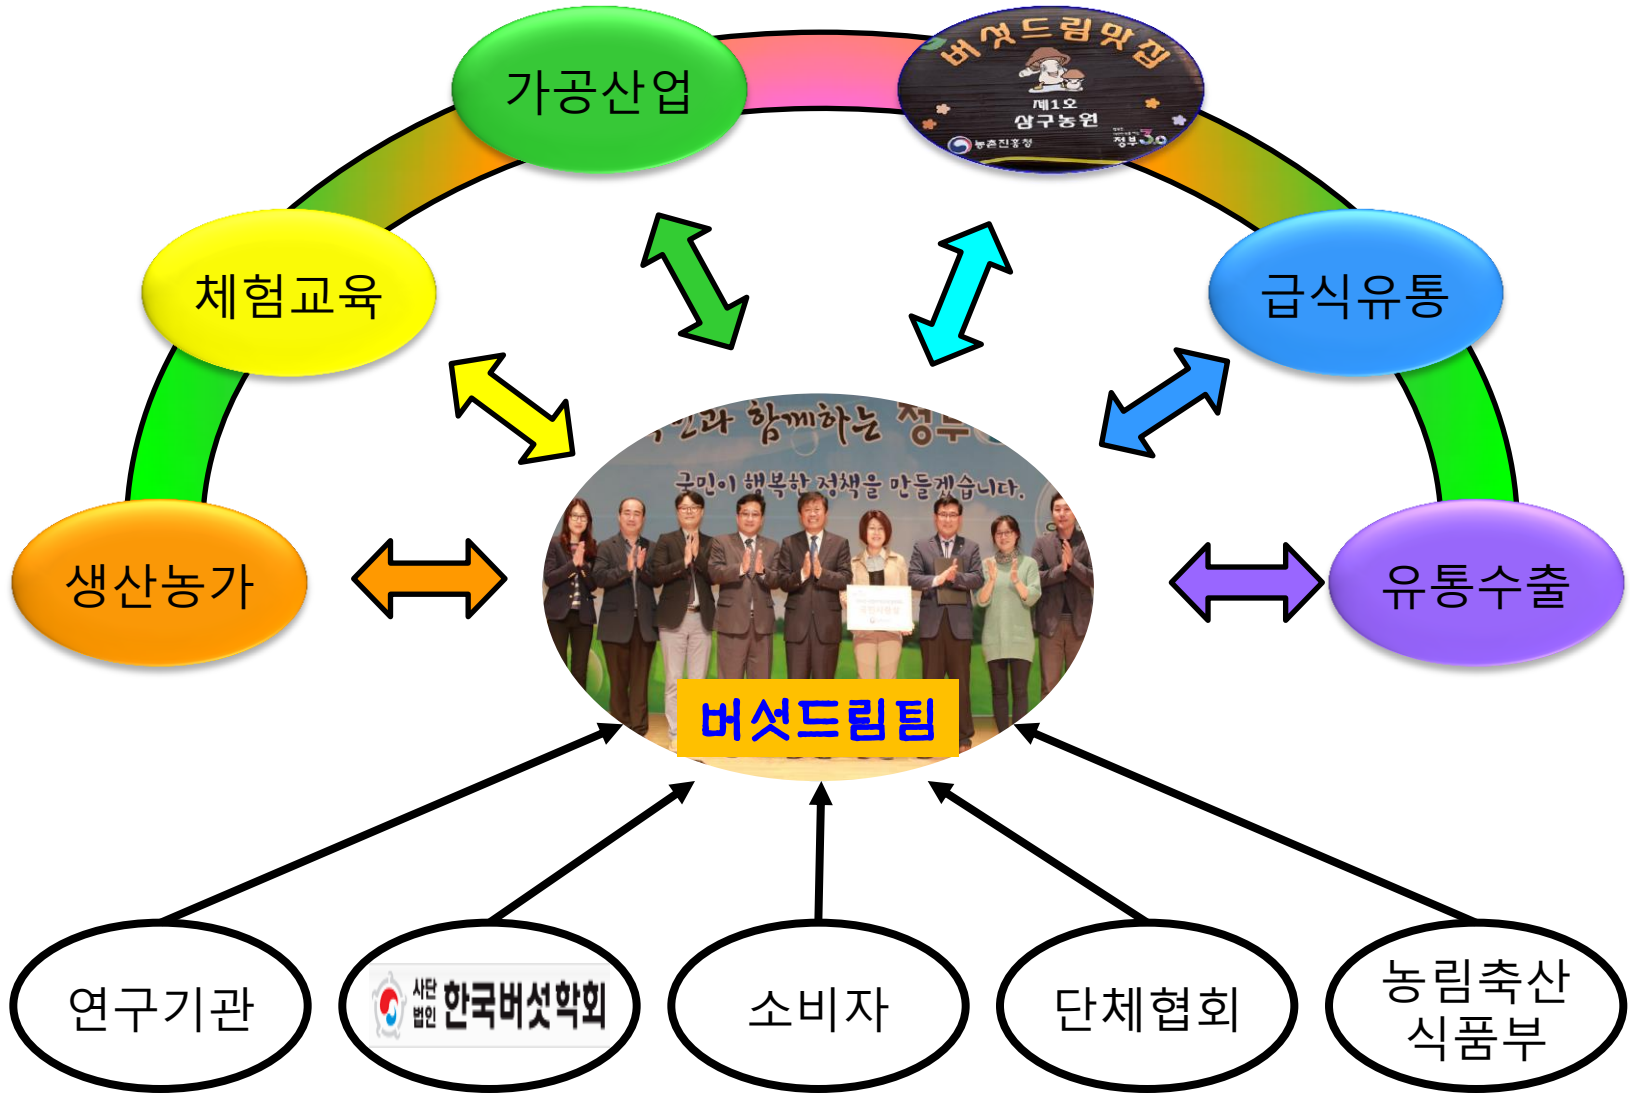 가공산업
버섯드림맛집
제1호
삼구농원
농촌진흥청
정부3.0
체험교육
급식유통
함께하는 정부
국민이 행복한 정책을 만들겠습니다.
생산농가
유통수출
버섯드림팀
연구기관
사단
법인 한국버섯학회
소비자
단체협회
농림축산
식품부